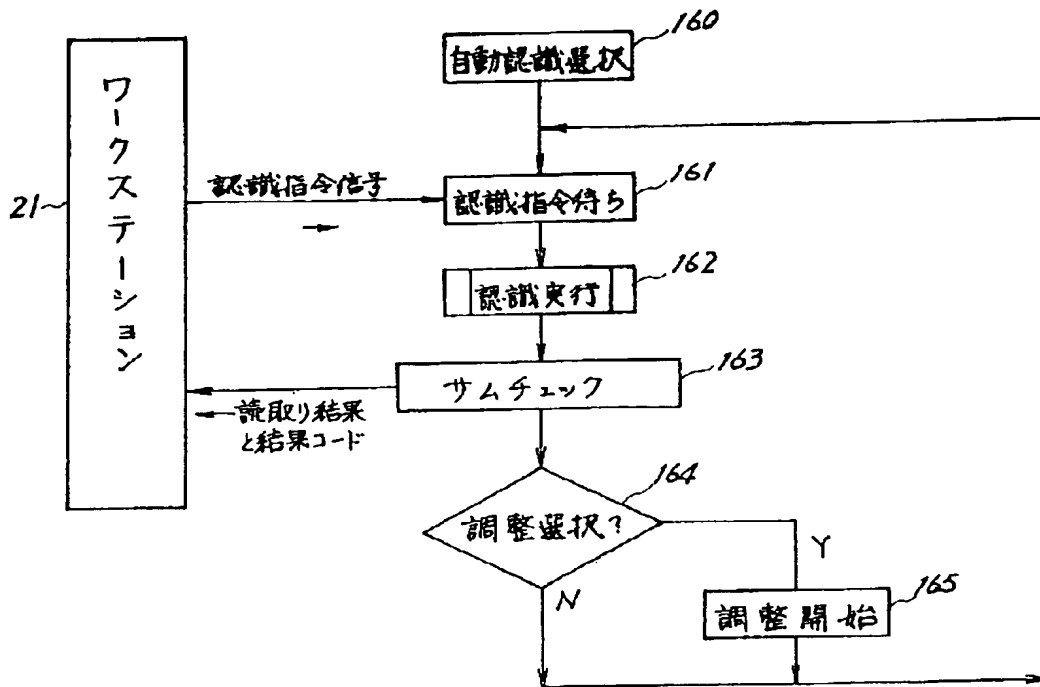 160
自動認識選択
ワークステーション
21
認識指令信号
認識指令待ち
161
認識実行
162
サムチェック
163
読取り結果
と結果コード
164
調整選択?
Y
N
調整開始
165